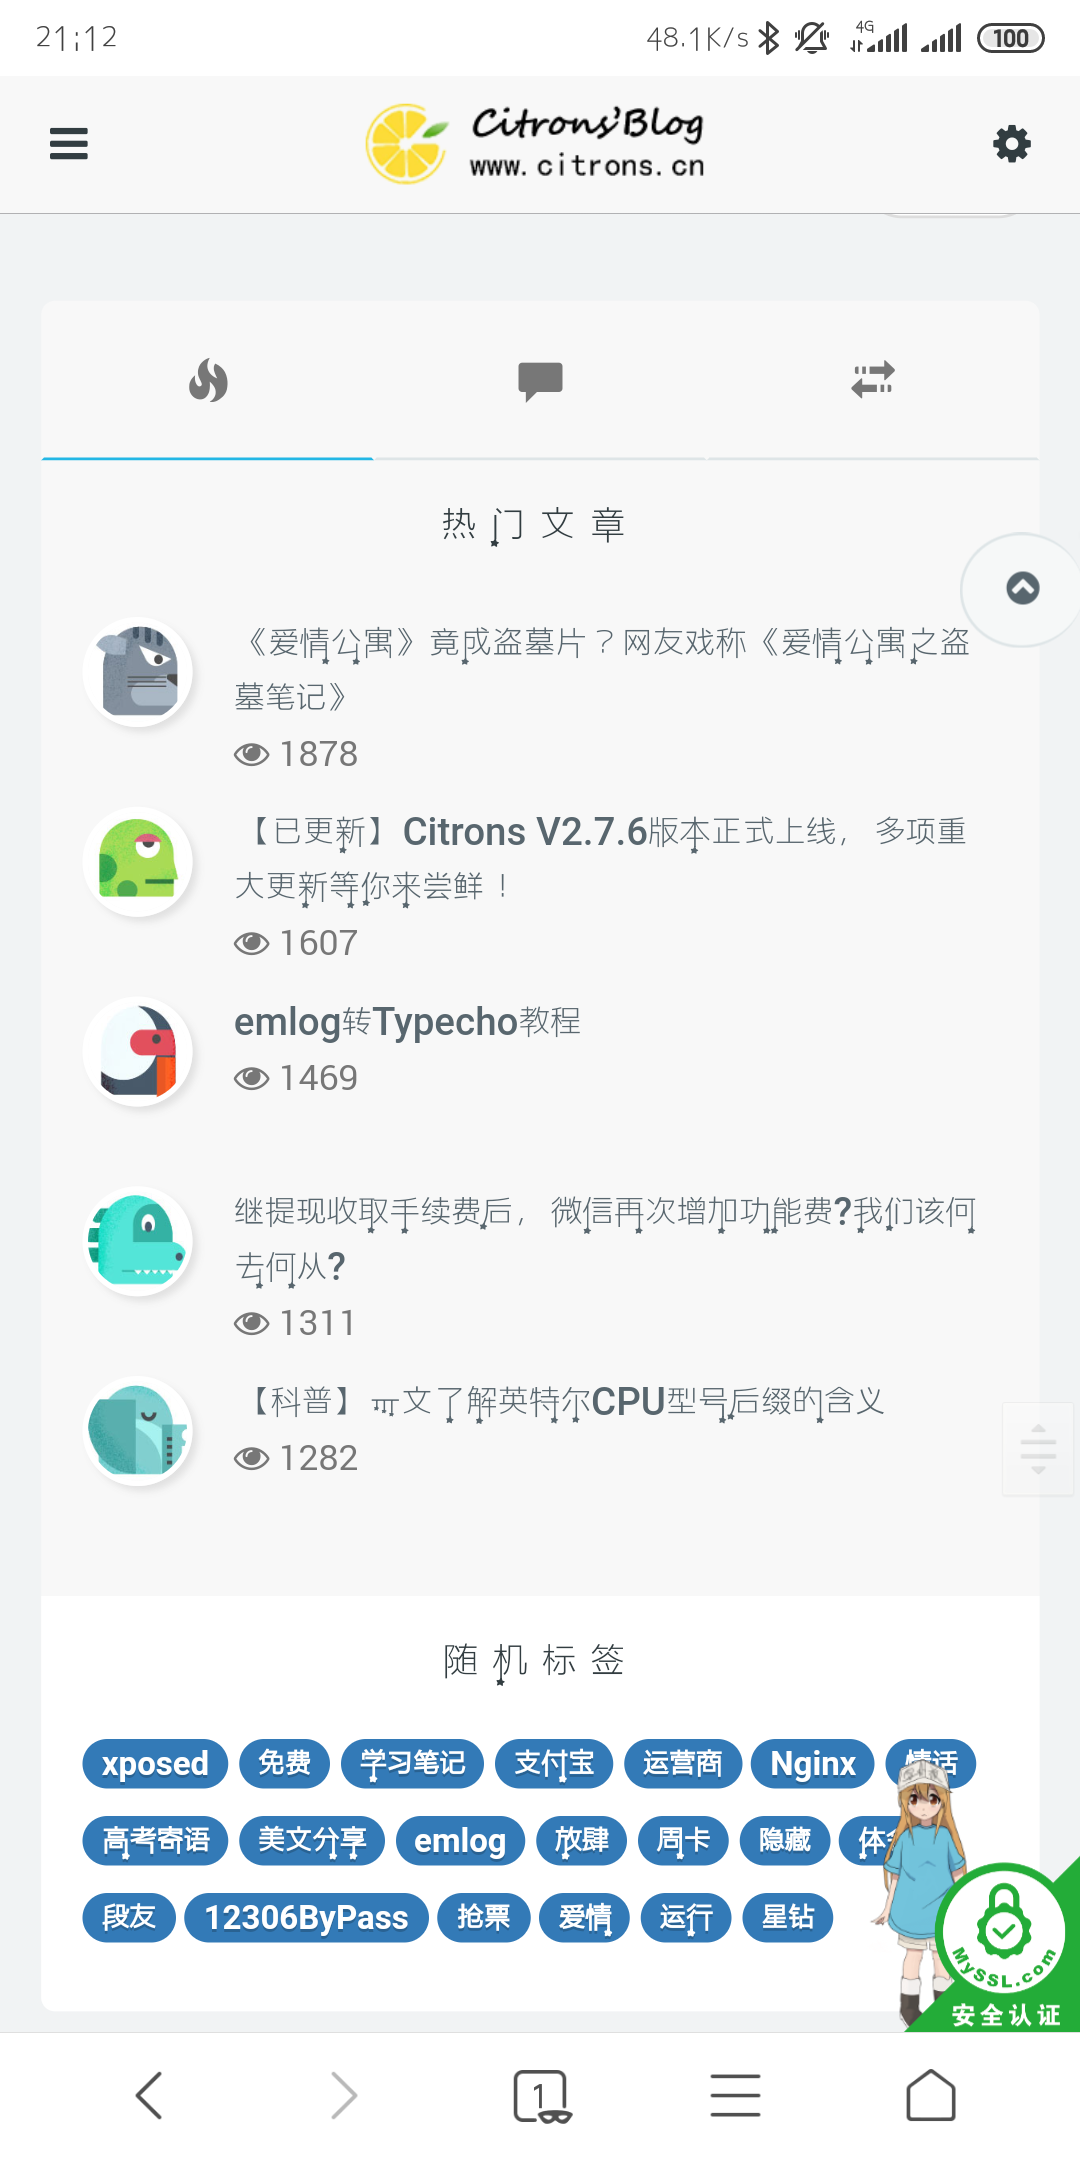 21:12
48.1K/s
4G
100
Citrons'Blog
www.citrons.cn
热门文章
《爱情公寓》竟成盗墓片？网友戏称《爱情公寓之盗
墓笔记》
1878
【已更新】Citrons V2.7.6版本正式上线，多项重
大更新等你来尝鲜！
1607
emlog转Typecho教程
1469
继提现收取手续费后，微信再次增加功能费?我们该何
去何从?
1311
【科普】一文了解英特尔CPU型号后缀的含义
1282
随机标签
xposed 免费 学习笔记 支付宝 运营商 Nginx 情话
高考寄语 美文分享 emlog 放肆 周卡 隐藏
段友 12306ByPass 抢票 爱情 运行 星钻
MySSL.com
安全认证
1